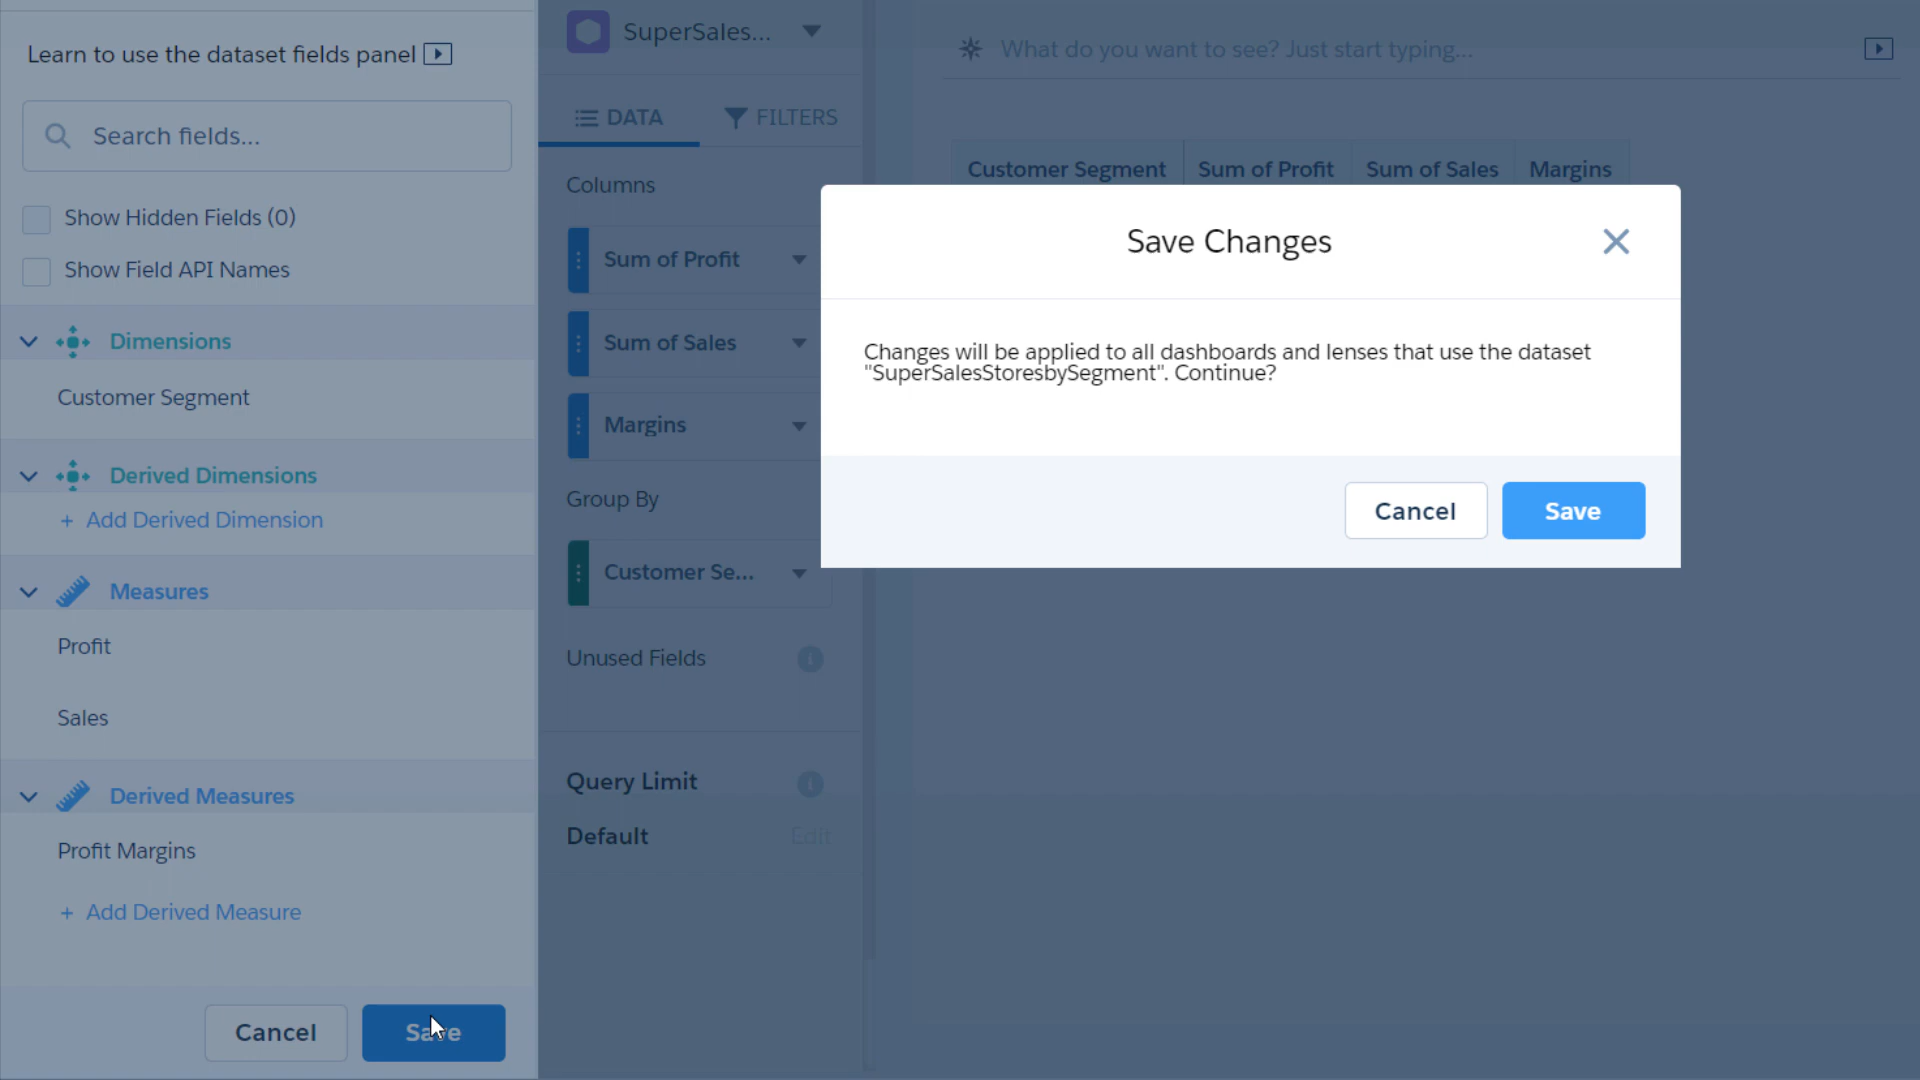 Learn to use the dataset fields panel
Search fields...
Show Hidden Fields (0)
Show Field API Names
Dimensions
Customer Segment
Derived Dimensions
+ Add Derived Dimension
Measures
Profit
Sales
Derived Measures
Profit Margins
+ Add Derived Measure
Cancel
Save
SuperSales...
DATA
FILTERS
Columns
Sum of Profit
Sum of Sales
Margins
Group By
Customer Se...
Unused Fields
Query Limit
Default
Edit
What do you want to see? Just start typing...
Customer Segment
Sum of Profit
Sum of Sales
Margins
Save Changes
Changes will be applied to all dashboards and lenses that use the dataset
"SuperSalesStoresbySegment". Continue?
Cancel
Save